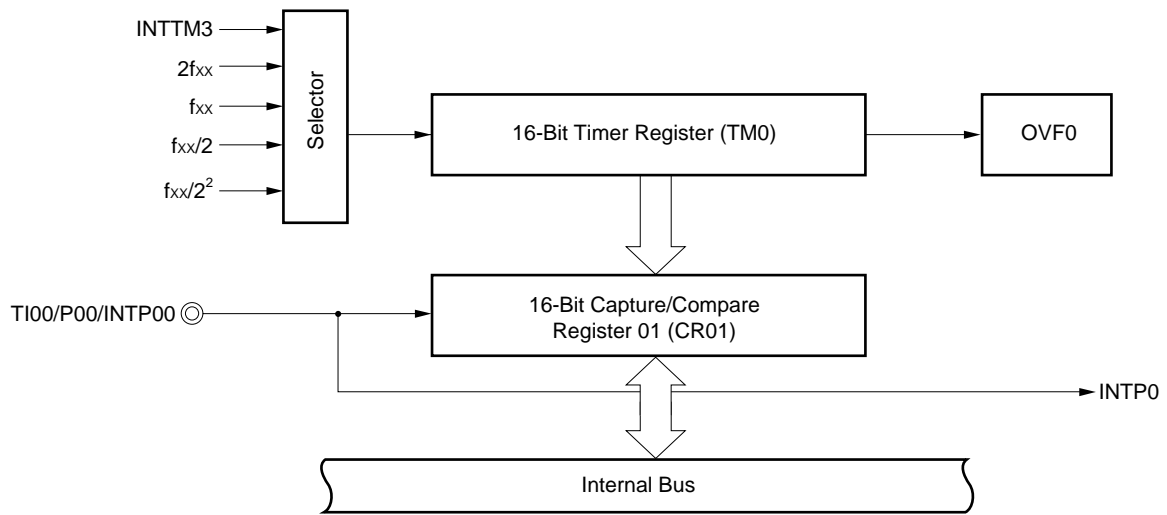 INTTM3
2fxx
fxx
fxx/2
fxx/2²
Selector
16-Bit Timer Register (TM0)
OVF0
TI00/P00/INTP00
16-Bit Capture/Compare
Register 01 (CR01)
INTP0
Internal Bus